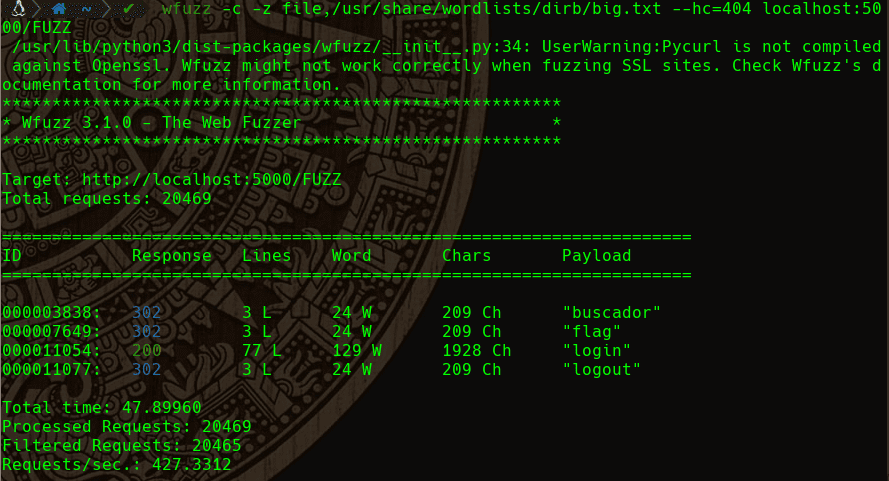 ~ ✔ wfuzz -c -z file,/usr/share/wordlists/dirb/big.txt --hc=404 localhost:50
00/FUZZ
 /usr/lib/python3/dist-packages/wfuzz/__init__.py:34: UserWarning:Pycurl is not compiled
 against Openssl. Wfuzz might not work correctly when fuzzing SSL sites. Check Wfuzz's d
ocumentation for more information.
********************************************************
* Wfuzz 3.1.0 - The Web Fuzzer                         *
********************************************************
Target: http://localhost:5000/FUZZ
Total requests: 20469
=====================================================================
ID           Response   Lines    Word       Chars       Payload
=====================================================================
000003838:   302        3 L      24 W       209 Ch      "buscador"
000007649:   302        3 L      24 W       209 Ch      "flag"
000011054:   200        77 L     129 W      1928 Ch     "login"
000011077:   302        3 L      24 W       209 Ch      "logout"
Total time: 47.89960
Processed Requests: 20469
Filtered Requests: 20465
Requests/sec.: 427.3312